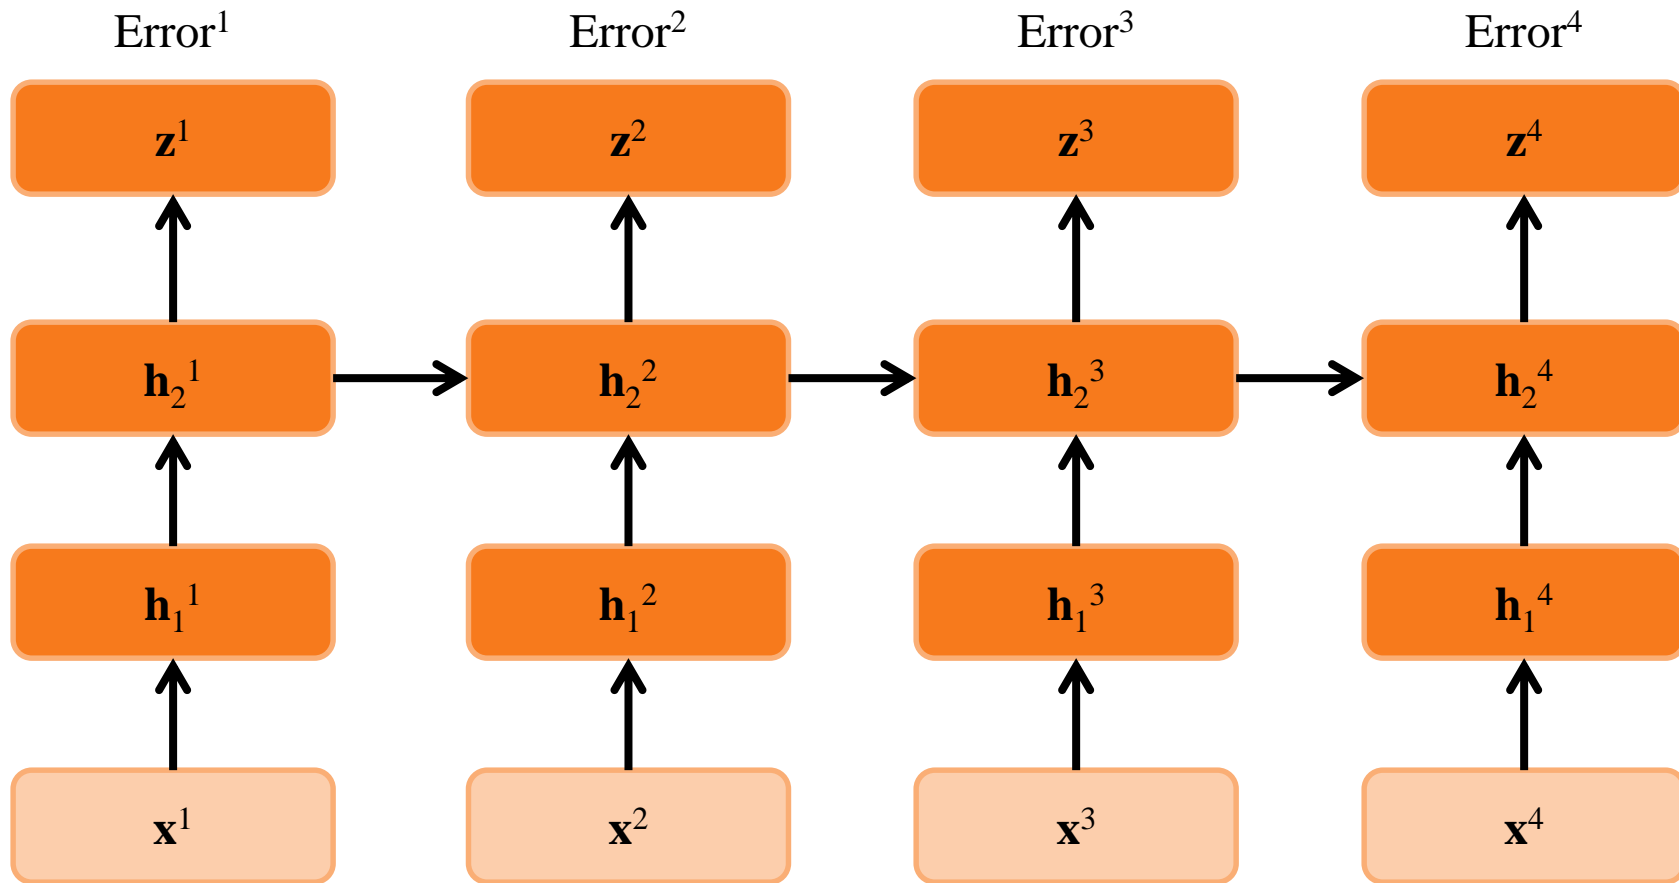 Error¹ Error² Error³ Error⁴
z¹ z² z³ z⁴
h₂¹ h₂² h₂³ h₂⁴
h₁¹ h₁² h₁³ h₁⁴
x¹ x² x³ x⁴